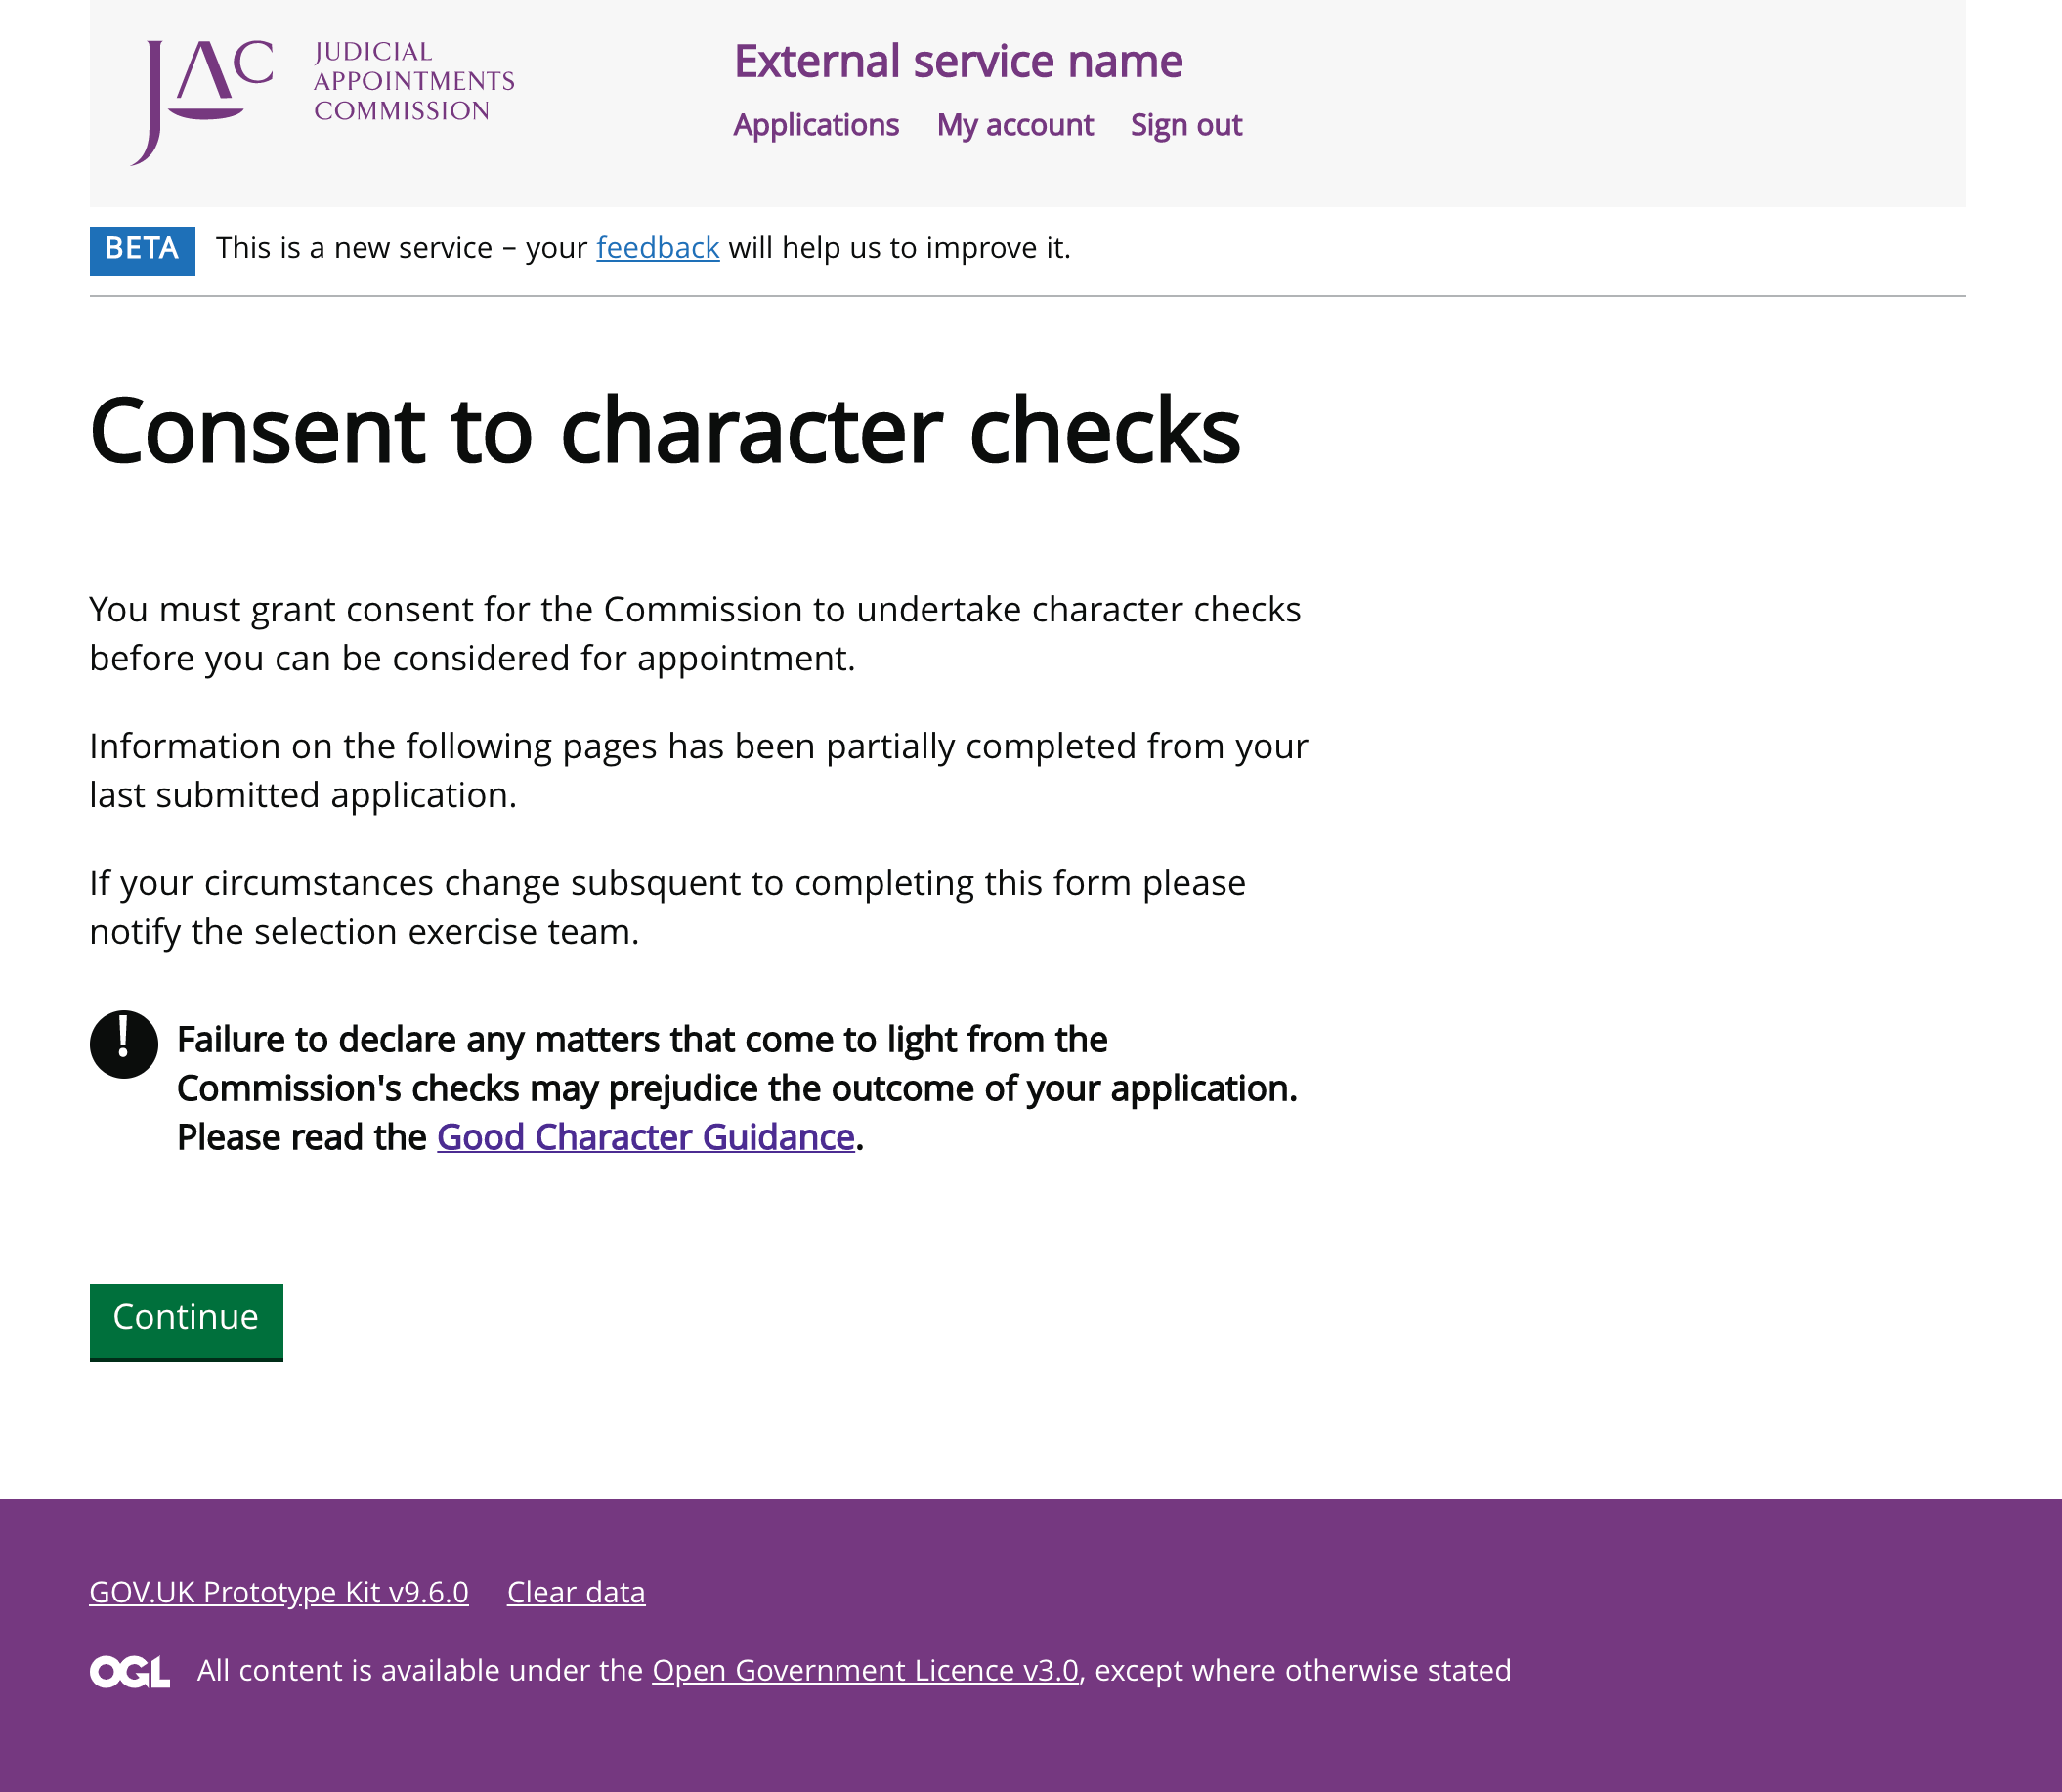 JAC
JUDICIAL
APPOINTMENTS
COMMISSION
External service name
Applications My account Sign out
BETA This is a new service – your feedback will help us to improve it.
Consent to character checks
You must grant consent for the Commission to undertake character checks
before you can be considered for appointment.
Information on the following pages has been partially completed from your
last submitted application.
If your circumstances change subsquent to completing this form please
notify the selection exercise team.
! Failure to declare any matters that come to light from the
Commission's checks may prejudice the outcome of your application.
Please read the Good Character Guidance.
Continue
GOV.UK Prototype Kit v9.6.0 Clear data
OGL All content is available under the Open Government Licence v3.0, except where otherwise stated